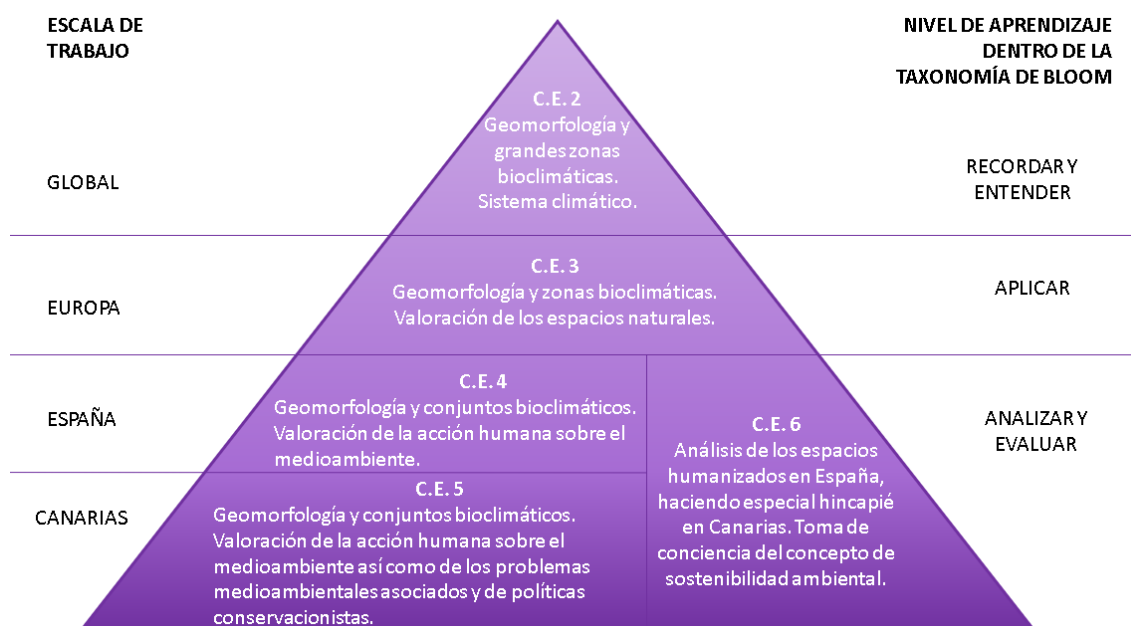 ESCALA DE
TRABAJO
NIVEL DE APRENDIZAJE
DENTRO DE LA
TAXONOMÍA DE BLOOM
GLOBAL
C.E. 2
Geomorfología y
grandes zonas
bioclimáticas.
Sistema climático.
RECORDAR Y
ENTENDER
EUROPA
C.E. 3
Geomorfología y zonas bioclimáticas.
Valoración de los espacios naturales.
APLICAR
ESPAÑA
C.E. 4
Geomorfología y conjuntos bioclimáticos.
Valoración de la acción humana sobre el
medioambiente.
CANARIAS
C.E. 5
Geomorfología y conjuntos bioclimáticos.
Valoración de la acción humana sobre el
medioambiente así como de los problemas
medioambientales asociados y de políticas
conservacionistas.
C.E. 6
Análisis de los espacios
humanizados en España,
haciendo especial hincapié
en Canarias. Toma de
conciencia del concepto de
sostenibilidad ambiental.
ANALIZAR Y
EVALUAR